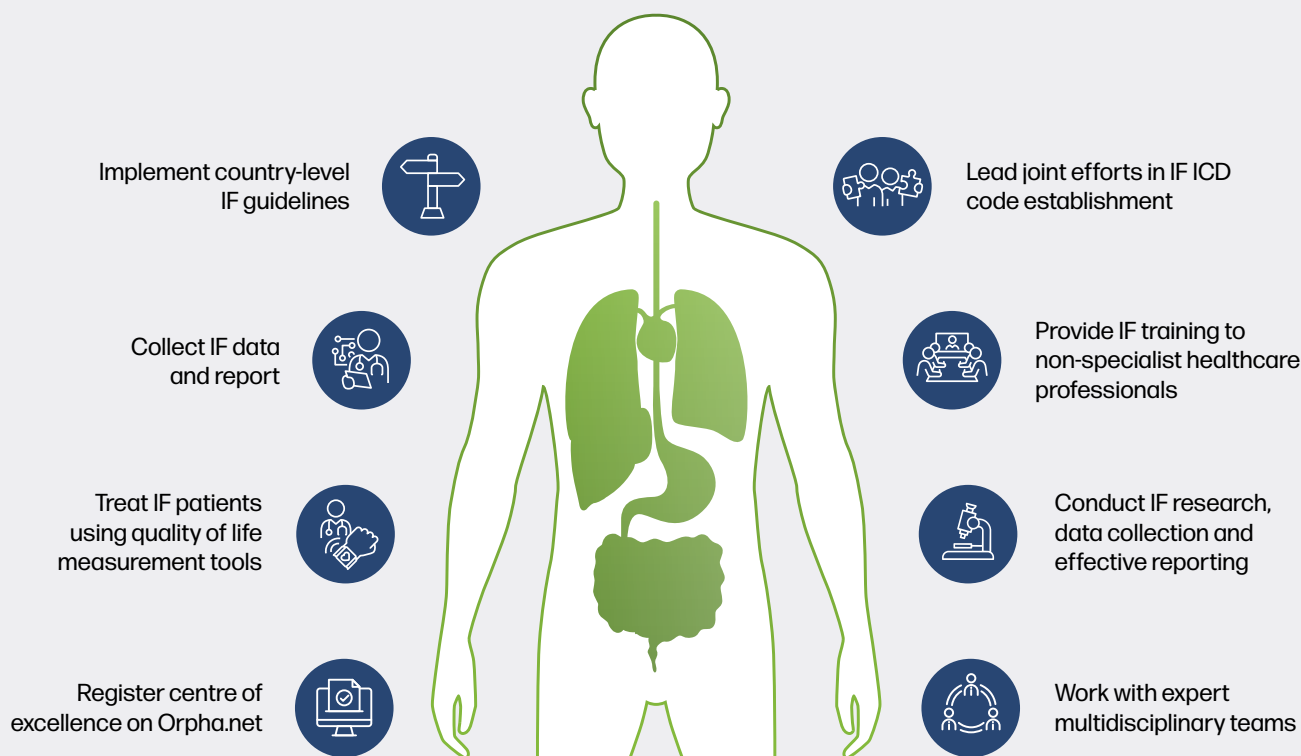 Implement country-level
IF guidelines
Collect IF data
and report
Treat IF patients
using quality of life
measurement tools
Register centre of
excellence on Orpha.net
Lead joint efforts in IF ICD
code establishment
Provide IF training to
non-specialist healthcare
professionals
Conduct IF research,
data collection and
effective reporting
Work with expert
multidisciplinary teams